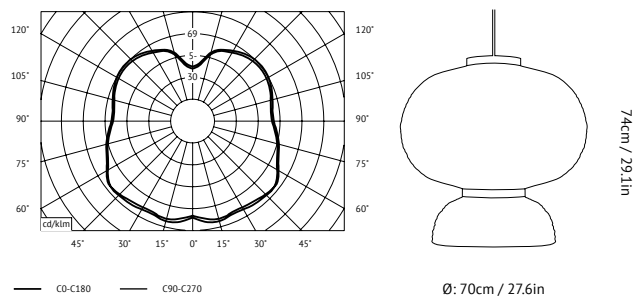 120° 69 120°
105° 5- 105°
30
90° 90°
75° 75°
60° 60°
cd/klm
45° 30° 15° 0° 15° 30° 45°
C0-C180 C90-C270
74cm / 29.1in
Ø: 70cm / 27.6in